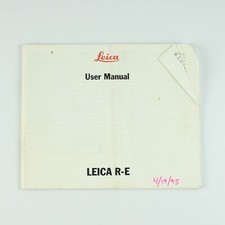 Leica
User Manual
LEICA R-E
4/19/95